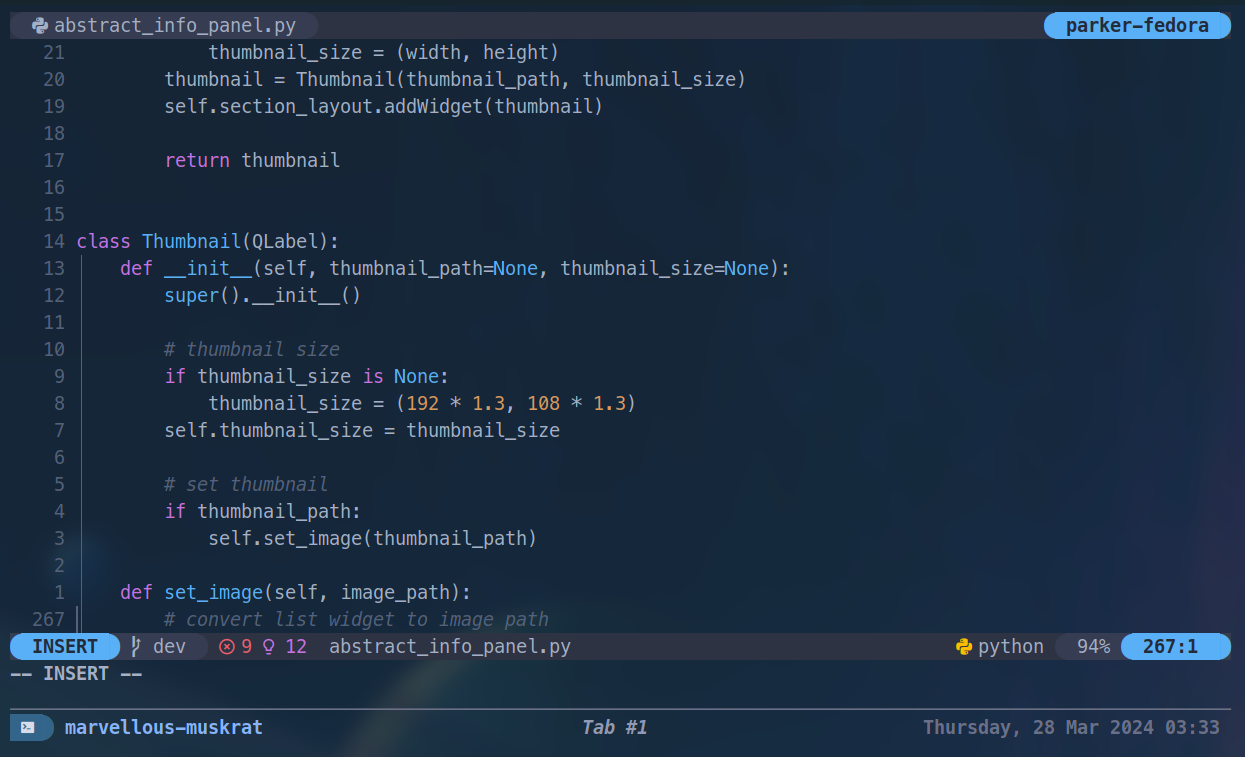 abstract_info_panel.py parker-fedora
21 thumbnail_size = (width, height)
20 thumbnail = Thumbnail(thumbnail_path, thumbnail_size)
19 self.section_layout.addWidget(thumbnail)
18
17 return thumbnail
16
15
14 class Thumbnail(QLabel):
13 def __init__(self, thumbnail_path=None, thumbnail_size=None):
12 super().__init__()
11
10 # thumbnail size
9 if thumbnail_size is None:
8 thumbnail_size = (192 * 1.3, 108 * 1.3)
7 self.thumbnail_size = thumbnail_size
6
5 # set thumbnail
4 if thumbnail_path:
3 self.set_image(thumbnail_path)
2
1 def set_image(self, image_path):
267 # convert list widget to image path
INSERT dev 9 12 abstract_info_panel.py python 94% 267:1
-- INSERT --
marvellous-muskrat Tab #1 Thursday, 28 Mar 2024 03:33